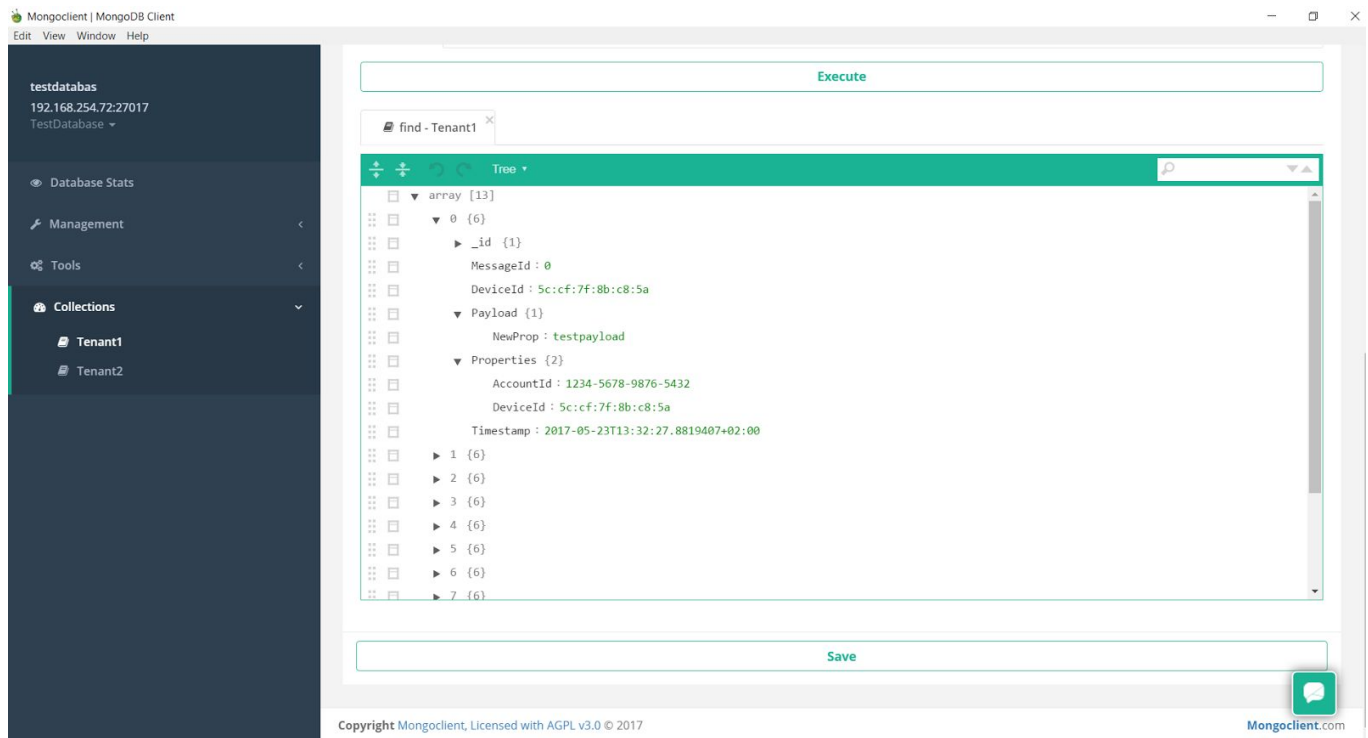 Mongoclient | MongoDB Client
Edit View Window Help
testdatabas
192.168.254.72:27017
TestDatabase
Database Stats
Management
Tools
Collections
Tenant1
Tenant2
Execute
find - Tenant1
Tree
array [13]
0 {6}
_id {1}
MessageId : 0
DeviceId : 5c:cf:7f:8b:c8:5a
Payload {1}
NewProp : testpayload
Properties {2}
AccountId : 1234-5678-9876-5432
DeviceId : 5c:cf:7f:8b:c8:5a
Timestamp : 2017-05-23T13:32:27.8819407+02:00
1 {6}
2 {6}
3 {6}
4 {6}
5 {6}
6 {6}
7 {6}
Save
Copyright Mongoclient, Licensed with AGPL v3.0 © 2017
Mongoclient.com